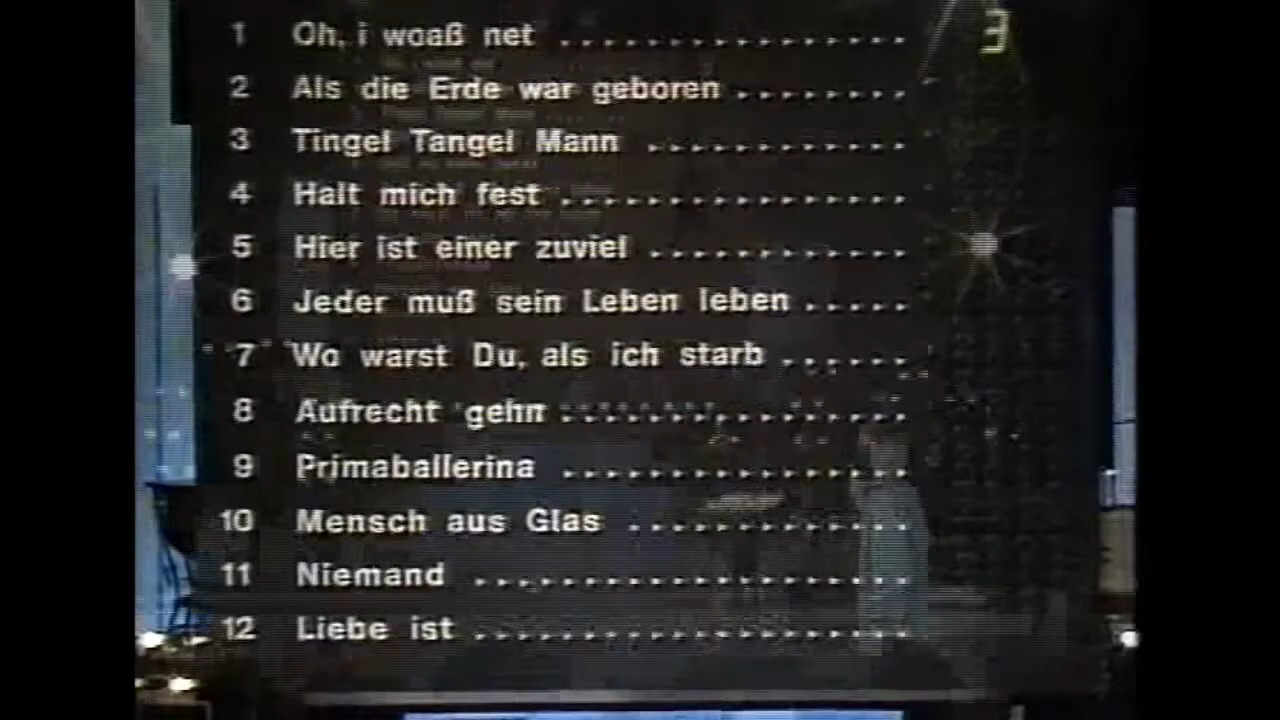 1 Oh, i woaß net ................ 3
2 Als die Erde war geboren ........
3 Tingel Tangel Mann ............
4 Halt mich fest ................
5 Hier ist einer zuviel ............
6 Jeder muß sein Leben leben .....
7 Wo warst Du, als ich starb ......
8 Aufrecht gehn ................
9 Primaballerina ................
10 Mensch aus Glas .............
11 Niemand ....................
12 Liebe ist ....................